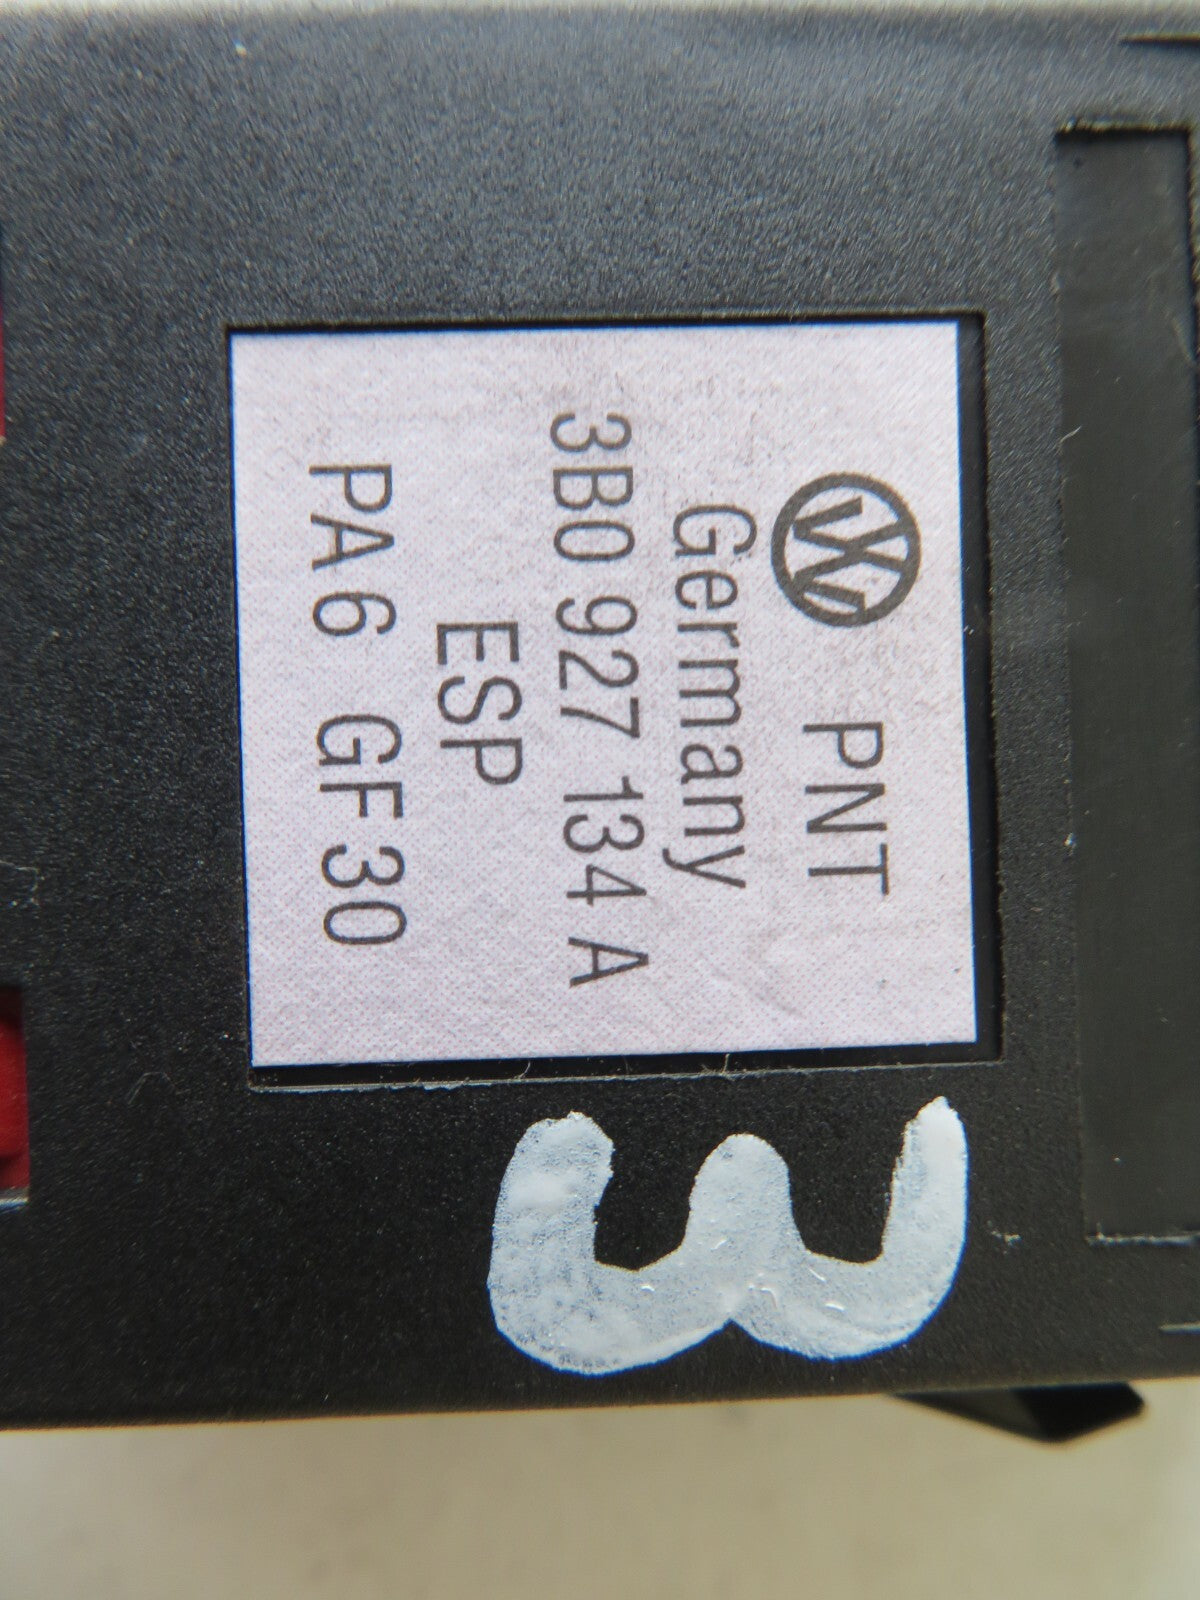 PNT
Germany
3B0 927 134 A
ESP
PA6 GF30
3